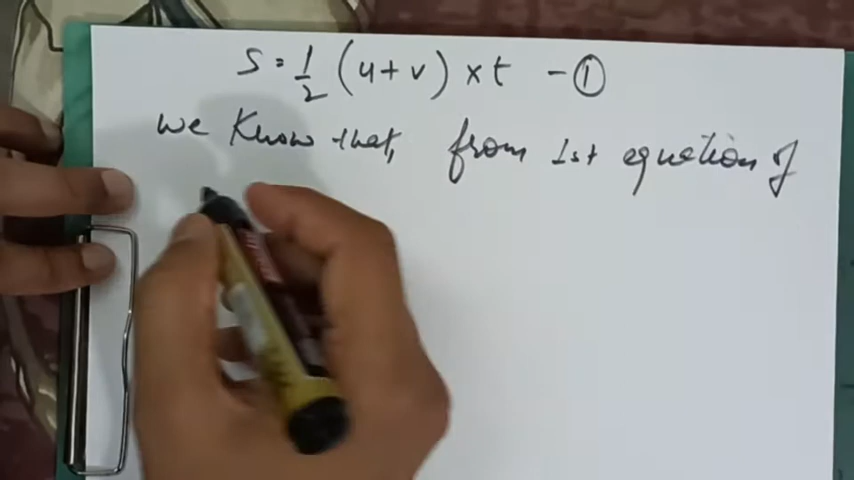 S = 1/2 (u+v) x t - ①
we know that, from 1st equation of